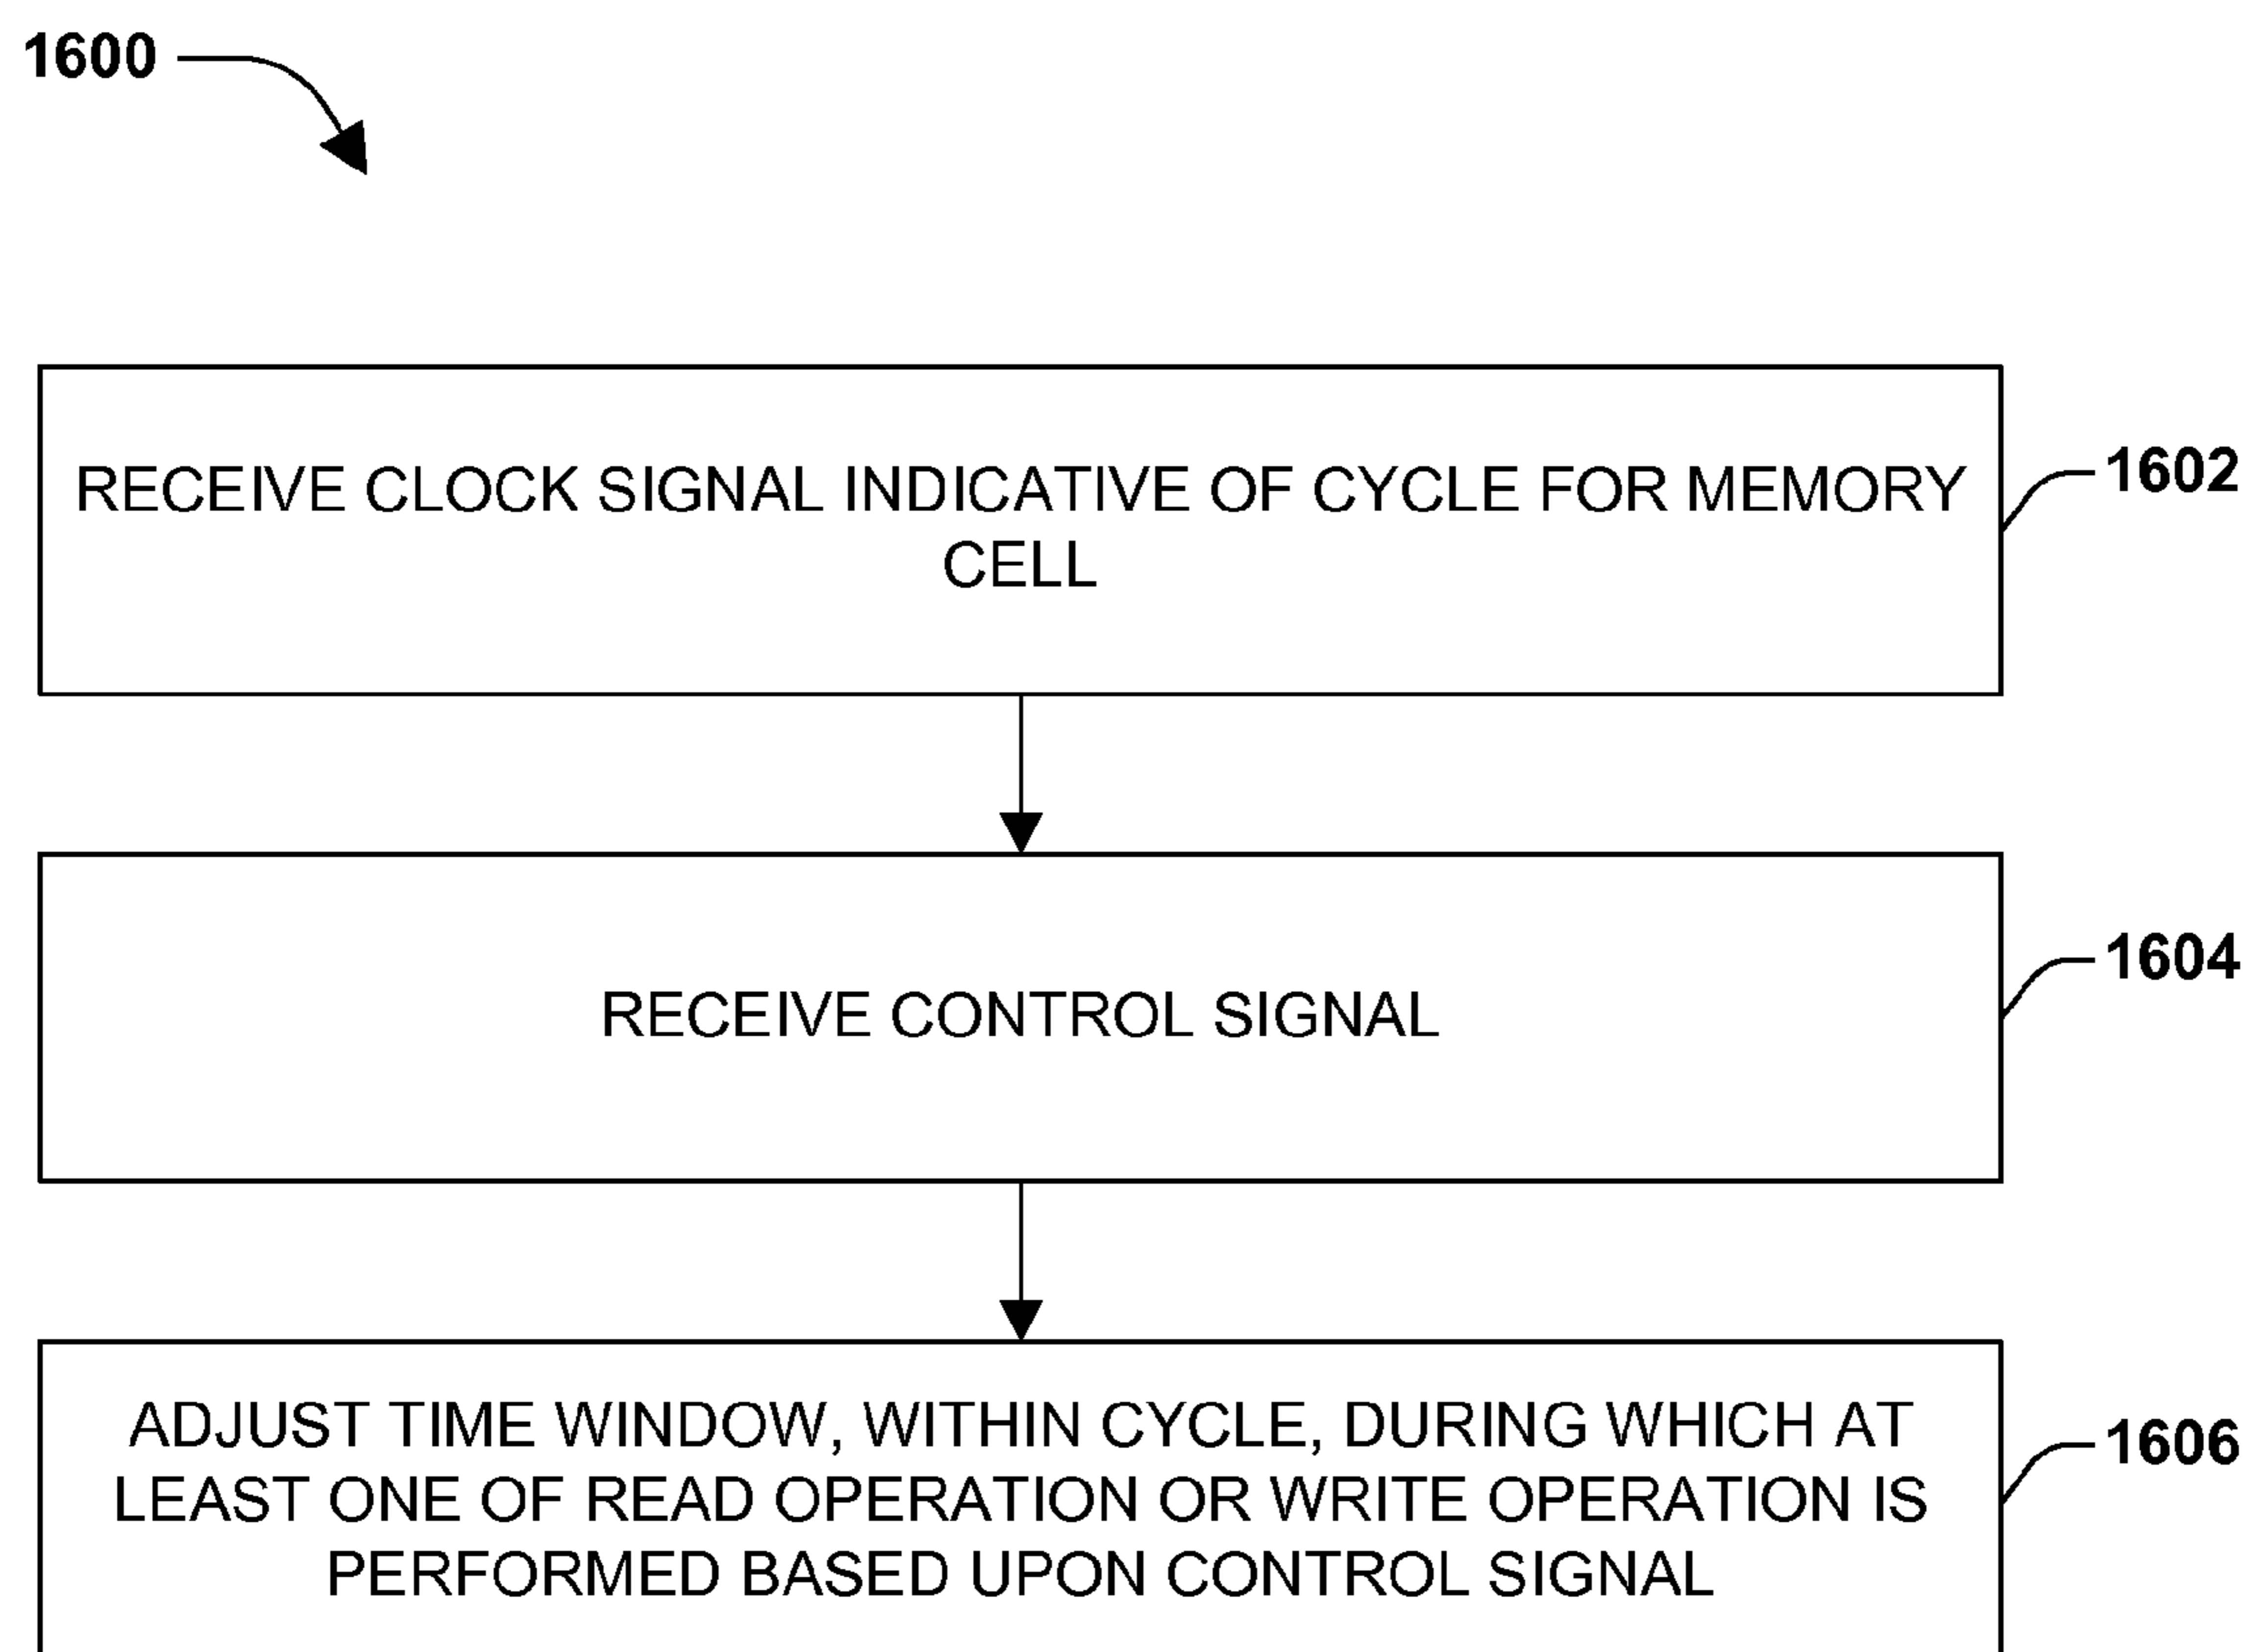 1600
RECEIVE CLOCK SIGNAL INDICATIVE OF CYCLE FOR MEMORY
CELL
1602
RECEIVE CONTROL SIGNAL
1604
ADJUST TIME WINDOW, WITHIN CYCLE, DURING WHICH AT
LEAST ONE OF READ OPERATION OR WRITE OPERATION IS
PERFORMED BASED UPON CONTROL SIGNAL
1606